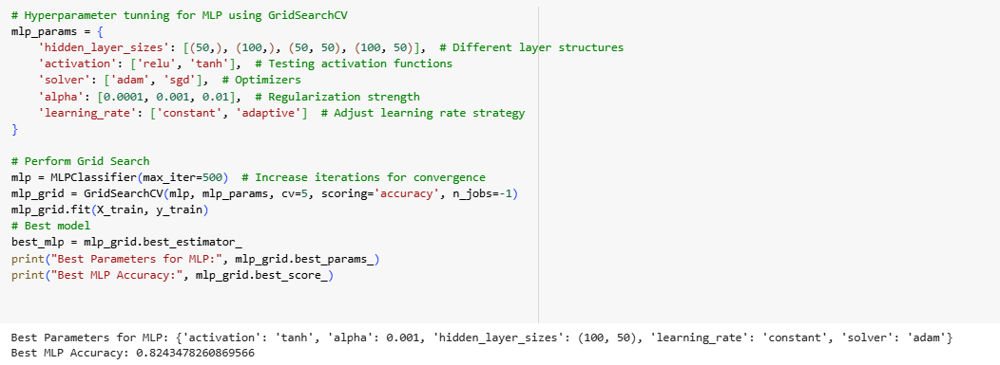 # Hyperparameter tunning for MLP using GridSearchCV
mlp_params = {
    'hidden_layer_sizes': [(50,), (100,), (50, 50), (100, 50)],  # Different layer structures
    'activation': ['relu', 'tanh'],  # Testing activation functions
    'solver': ['adam', 'sgd'],  # Optimizers
    'alpha': [0.0001, 0.001, 0.01],  # Regularization strength
    'learning_rate': ['constant', 'adaptive']  # Adjust learning rate strategy
}

# Perform Grid Search
mlp = MLPClassifier(max_iter=500)  # Increase iterations for convergence
mlp_grid = GridSearchCV(mlp, mlp_params, cv=5, scoring='accuracy', n_jobs=-1)
mlp_grid.fit(X_train, y_train)
# Best model
best_mlp = mlp_grid.best_estimator_
print("Best Parameters for MLP:", mlp_grid.best_params_)
print("Best MLP Accuracy:", mlp_grid.best_score_)

Best Parameters for MLP: {'activation': 'tanh', 'alpha': 0.001, 'hidden_layer_sizes': (100, 50), 'learning_rate': 'constant', 'solver': 'adam'}
Best MLP Accuracy: 0.8243478260869566